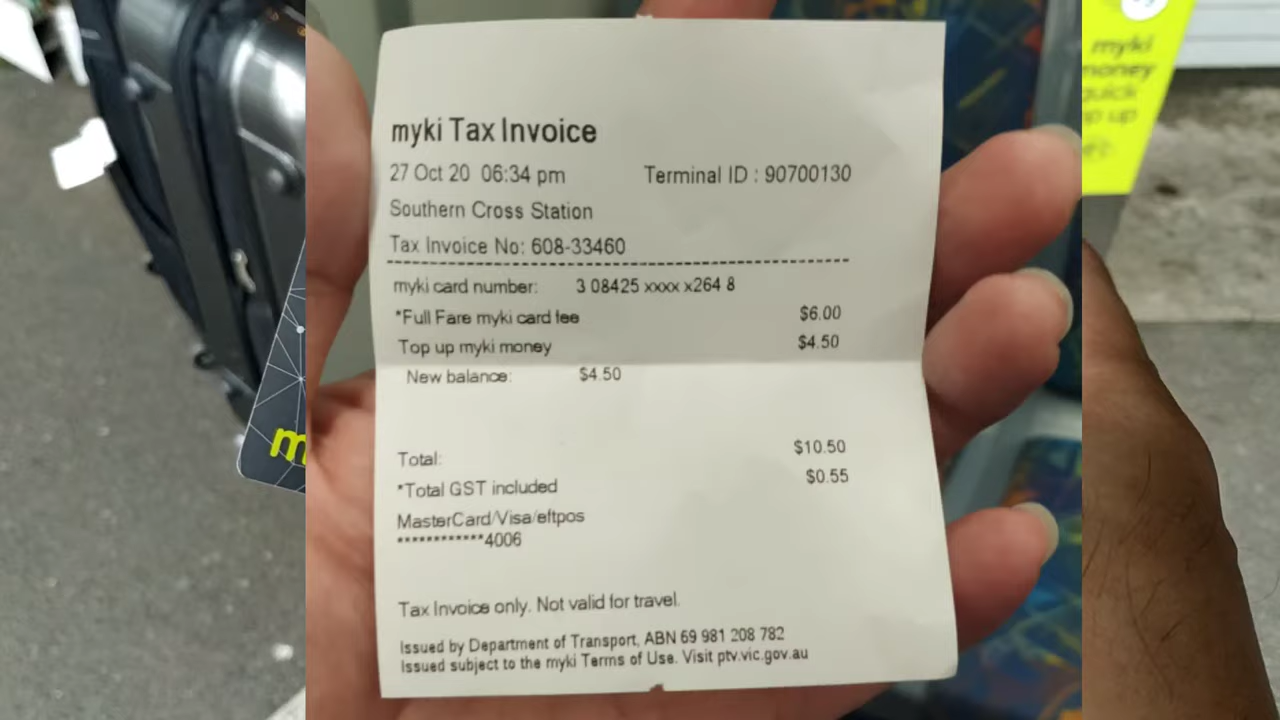 myki Tax Invoice
27 Oct 20 06:34 pm Terminal ID : 90700130
Southern Cross Station
Tax Invoice No: 608-33460
myki card number: 3 08425 xxxx x264 8
*Full Fare myki card fee $6.00
Top up myki money $4.50
New balance: $4.50
Total: $10.50
*Total GST included $0.55
MasterCard/Visa/eftpos
************4006
Tax Invoice only. Not valid for travel.
Issued by Department of Transport, ABN 69 981 208 782
Issued subject to the myki Terms of Use. Visit ptv.vic.gov.au
m
myki
money
quick
p up